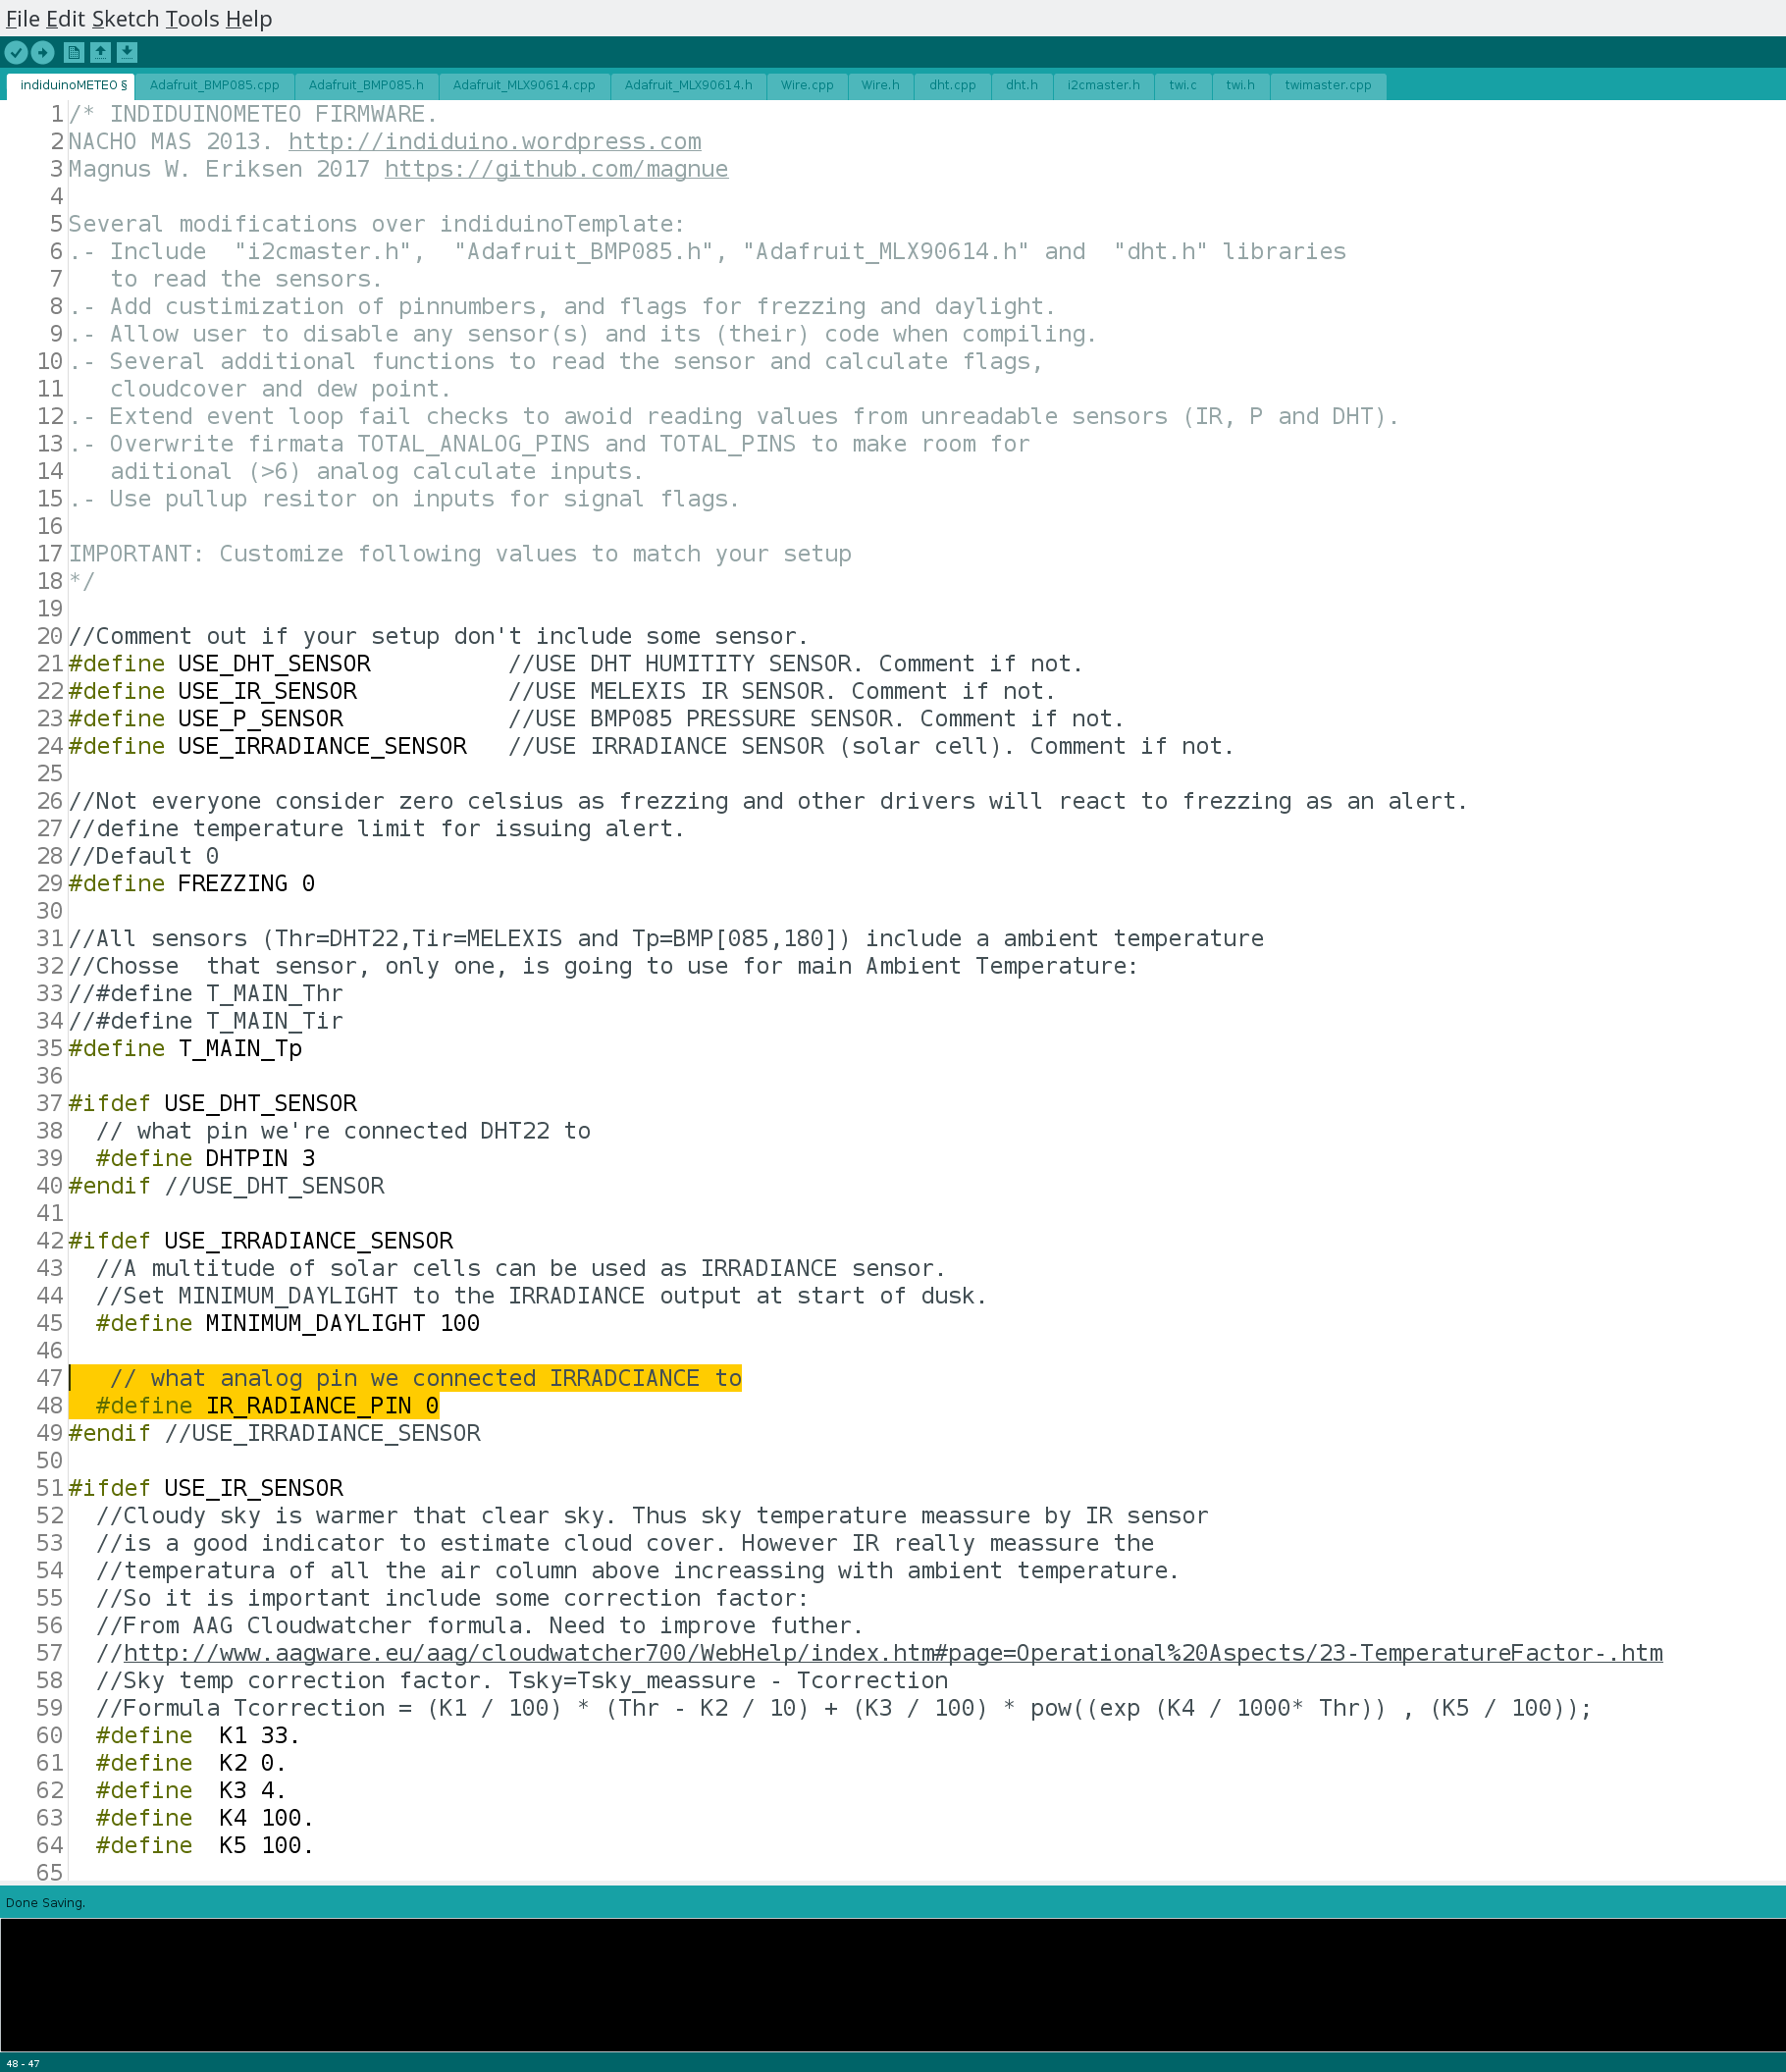 File Edit Sketch Tools Help
indiduinoMETEO § Adafruit_BMP085.cpp Adafruit_BMP085.h Adafruit_MLX90614.cpp Adafruit_MLX90614.h Wire.cpp Wire.h dht.cpp dht.h i2cmaster.h twi.c twi.h twimaster.cpp
1 /* INDIDUINOMETEO FIRMWARE.
2 NACHO MAS 2013. http://indiduino.wordpress.com
3 Magnus W. Eriksen 2017 https://github.com/magnue
4
5 Several modifications over indiduinoTemplate:
6 .- Include  "i2cmaster.h",  "Adafruit_BMP085.h", "Adafruit_MLX90614.h" and  "dht.h" libraries
7    to read the sensors.
8 .- Add custimization of pinnumbers, and flags for frezzing and daylight.
9 .- Allow user to disable any sensor(s) and its (their) code when compiling.
10 .- Several additional functions to read the sensor and calculate flags,
11    cloudcover and dew point.
12 .- Extend event loop fail checks to awoid reading values from unreadable sensors (IR, P and DHT).
13 .- Overwrite firmata TOTAL_ANALOG_PINS and TOTAL_PINS to make room for
14    aditional (>6) analog calculate inputs.
15 .- Use pullup resitor on inputs for signal flags.
16
17 IMPORTANT: Customize following values to match your setup
18 */
19
20 //Comment out if your setup don't include some sensor.
21 #define USE_DHT_SENSOR          //USE DHT HUMITITY SENSOR. Comment if not.
22 #define USE_IR_SENSOR           //USE MELEXIS IR SENSOR. Comment if not.
23 #define USE_P_SENSOR            //USE BMP085 PRESSURE SENSOR. Comment if not.
24 #define USE_IRRADIANCE_SENSOR   //USE IRRADIANCE SENSOR (solar cell). Comment if not.
25
26 //Not everyone consider zero celsius as frezzing and other drivers will react to frezzing as an alert.
27 //define temperature limit for issuing alert.
28 //Default 0
29 #define FREZZING 0
30
31 //All sensors (Thr=DHT22,Tir=MELEXIS and Tp=BMP[085,180]) include a ambient temperature
32 //Chosse  that sensor, only one, is going to use for main Ambient Temperature:
33 //#define T_MAIN_Thr
34 //#define T_MAIN_Tir
35 #define T_MAIN_Tp
36
37 #ifdef USE_DHT_SENSOR
38   // what pin we're connected DHT22 to
39   #define DHTPIN 3
40 #endif //USE_DHT_SENSOR
41
42 #ifdef USE_IRRADIANCE_SENSOR
43   //A multitude of solar cells can be used as IRRADIANCE sensor.
44   //Set MINIMUM_DAYLIGHT to the IRRADIANCE output at start of dusk.
45   #define MINIMUM_DAYLIGHT 100
46
47    // what analog pin we connected IRRADCIANCE to
48   #define IR_RADIANCE_PIN 0
49 #endif //USE_IRRADIANCE_SENSOR
50
51 #ifdef USE_IR_SENSOR
52   //Cloudy sky is warmer that clear sky. Thus sky temperature meassure by IR sensor
53   //is a good indicator to estimate cloud cover. However IR really meassure the
54   //temperatura of all the air column above increassing with ambient temperature.
55   //So it is important include some correction factor:
56   //From AAG Cloudwatcher formula. Need to improve futher.
57   //http://www.aagware.eu/aag/cloudwatcher700/WebHelp/index.htm#page=Operational%20Aspects/23-TemperatureFactor-.htm
58   //Sky temp correction factor. Tsky=Tsky_meassure - Tcorrection
59   //Formula Tcorrection = (K1 / 100) * (Thr - K2 / 10) + (K3 / 100) * pow((exp (K4 / 1000* Thr)) , (K5 / 100));
60   #define  K1 33.
61   #define  K2 0.
62   #define  K3 4.
63   #define  K4 100.
64   #define  K5 100.
65
Done Saving.
48 - 47